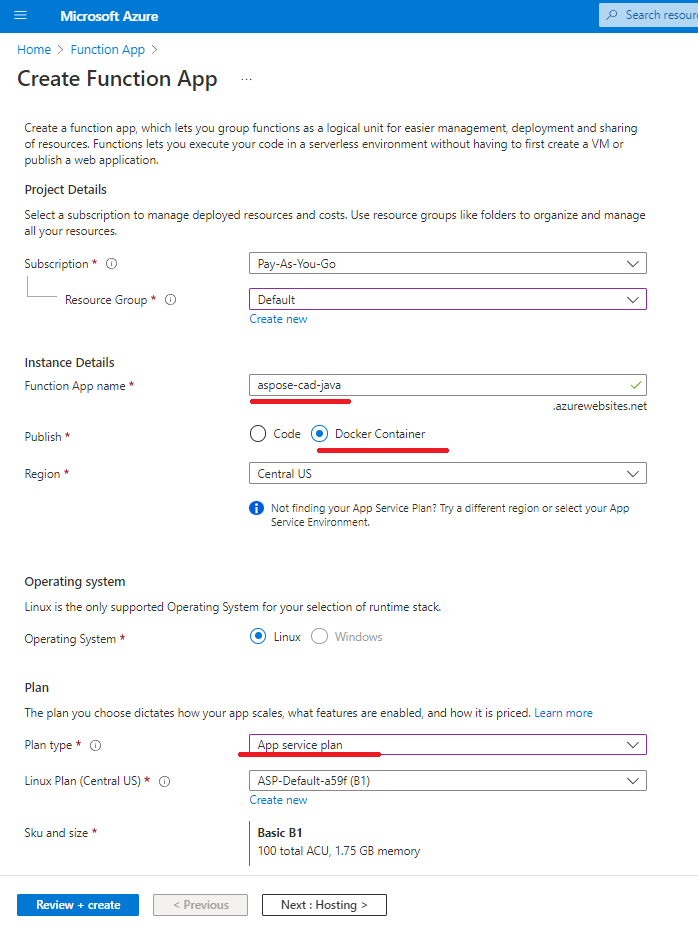 Microsoft Azure
Search resour
Home > Function App >
Create Function App ...
Create a function app, which lets you group functions as a logical unit for easier management, deployment and sharing
of resources. Functions lets you execute your code in a serverless environment without having to first create a VM or
publish a web application.
Project Details
Select a subscription to manage deployed resources and costs. Use resource groups like folders to organize and manage
all your resources.
Subscription *
Pay-As-You-Go
Resource Group *
Default
Create new
Instance Details
Function App name *
aspose-cad-java
.azurewebsites.net
Publish *
Code Docker Container
Region *
Central US
Not finding your App Service Plan? Try a different region or select your App
Service Environment.
Operating system
Linux is the only supported Operating System for your selection of runtime stack.
Operating System *
Linux Windows
Plan
The plan you choose dictates how your app scales, what features are enabled, and how it is priced. Learn more
Plan type *
App service plan
Linux Plan (Central US) *
ASP-Default-a59f (B1)
Create new
Sku and size *
Basic B1
100 total ACU, 1.75 GB memory
Review + create
< Previous
Next : Hosting >